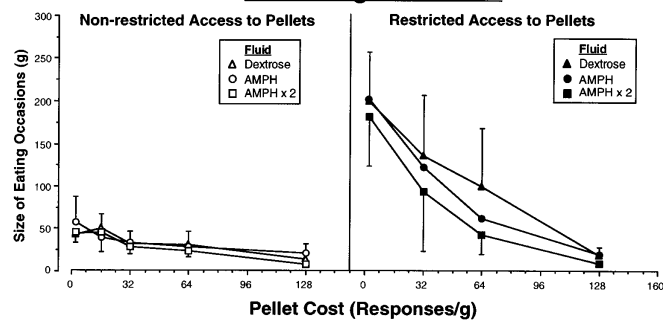 Non-restricted Access to Pellets
Restricted Access to Pellets
Size of Eating Occasions (g)
300
250
200
150
100
50
0
Fluid
Dextrose
AMPH
AMPH x 2
Fluid
Dextrose
AMPH
AMPH x 2
0 32 64 96 128
0 32 64 96 128 160
Pellet Cost (Responses/g)